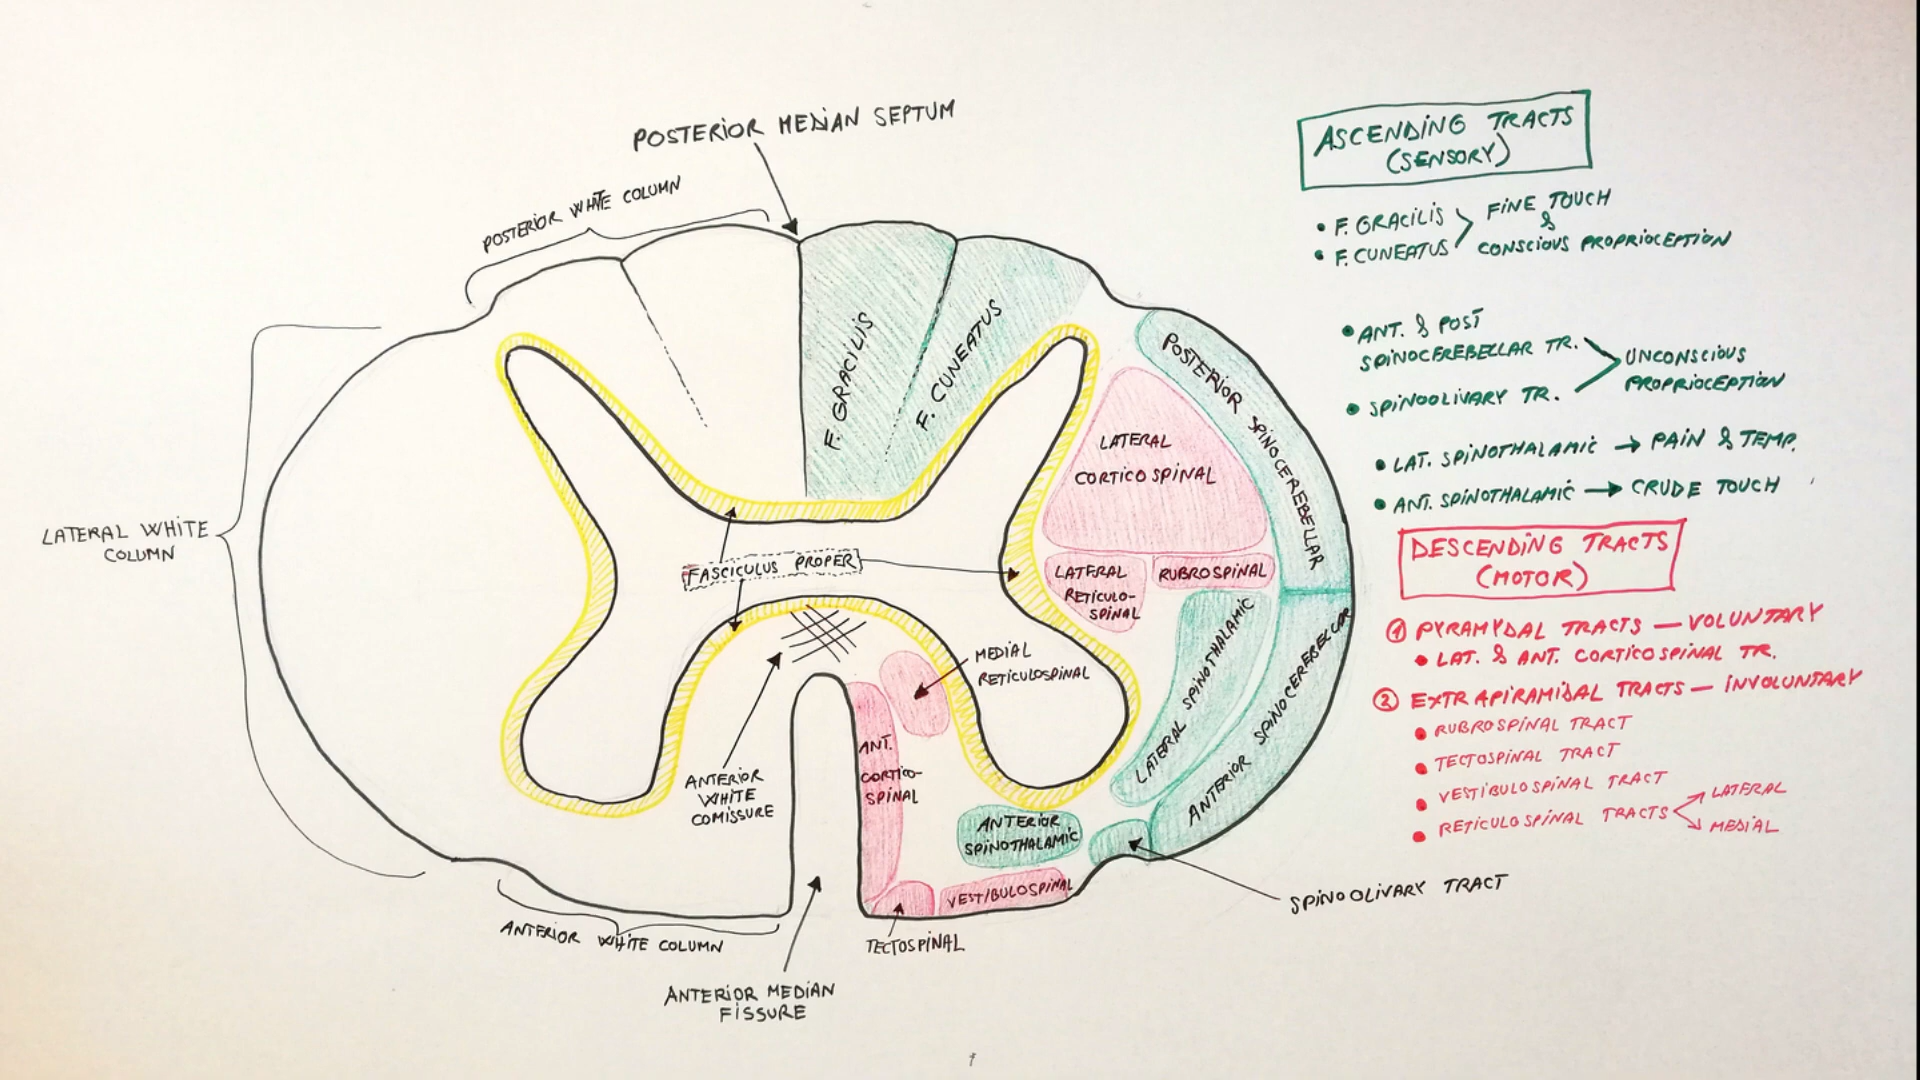 POSTERIOR MEDIAN SEPTUM
POSTERIOR WHITE COLUMN
LATERAL WHITE
COLUMN
F. GRACILIS
F. CUNEATUS
POSTERIOR SPINOCEREBELLAR
LATERAL
CORTICO SPINAL
FASCICULUS PROPER
LATERAL
RETICULO-
SPINAL
RUBROSPINAL
LATERAL SPINOTHALAMIC
ANTERIOR SPINOCEREBELLAR
MEDIAL
RETICULOSPINAL
ANTERIOR
WHITE
COMISSURE
ANT.
CORTICO-
SPINAL
ANTERIOR
SPINOTHALAMIC
VESTIBULOSPINAL
TECTOSPINAL
SPINOOLIVARY TRACT
ANTERIOR WHITE COLUMN
ANTERIOR MEDIAN
FISSURE
ASCENDING TRACTS
(SENSORY)
• F. GRACILIS
• F. CUNEATUS
FINE TOUCH
&
CONSCIOUS PROPRIOCEPTION
• ANT. & POST
SPINOCEREBELLAR TR.
• SPINOOLIVARY TR.
UNCONSCIOUS
PROPRIOCEPTION
• LAT. SPINOTHALAMIC → PAIN & TEMP.
• ANT. SPINOTHALAMIC → CRUDE TOUCH
DESCENDING TRACTS
(MOTOR)
① PYRAMYDAL TRACTS — VOLUNTARY
• LAT. & ANT. CORTICOSPINAL TR.
② EXTRAPIRAMIDAL TRACTS — INVOLUNTARY
• RUBROSPINAL TRACT
• TECTOSPINAL TRACT
• VESTIBULOSPINAL TRACT
• RETICULOSPINAL TRACTS
LATERAL
MEDIAL